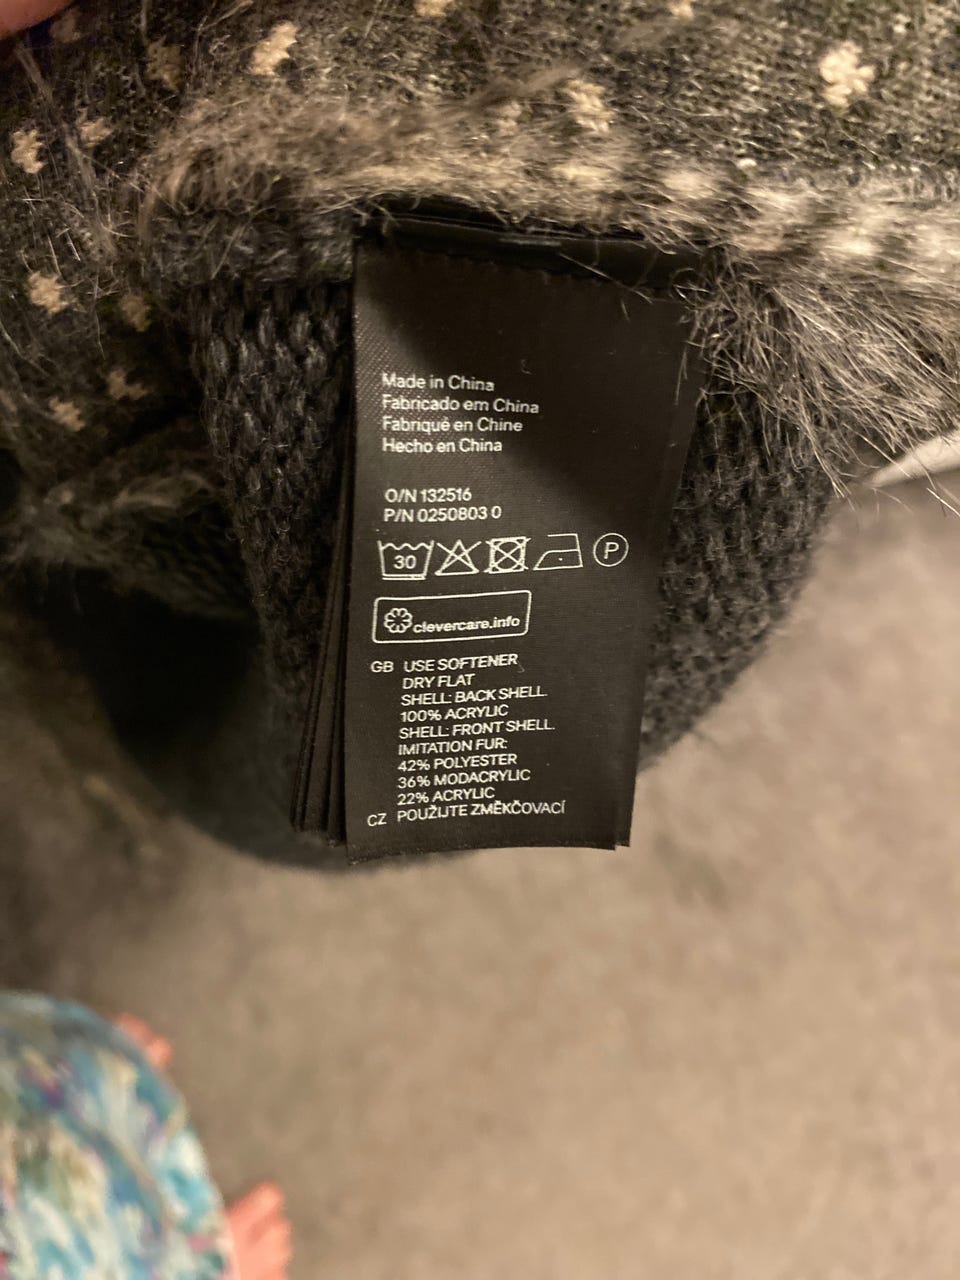 Made in China
Fabricado em China
Fabriqué en Chine
Hecho en China
O/N 132516
P/N 0250803 0
30 P
clevercare.info
GB USE SOFTENER
DRY FLAT
SHELL: BACK SHELL.
100% ACRYLIC
SHELL: FRONT SHELL.
IMITATION FUR:
42% POLYESTER
36% MODACRYLIC
22% ACRYLIC
CZ POUŽIJTE ZMĚKČOVACÍ